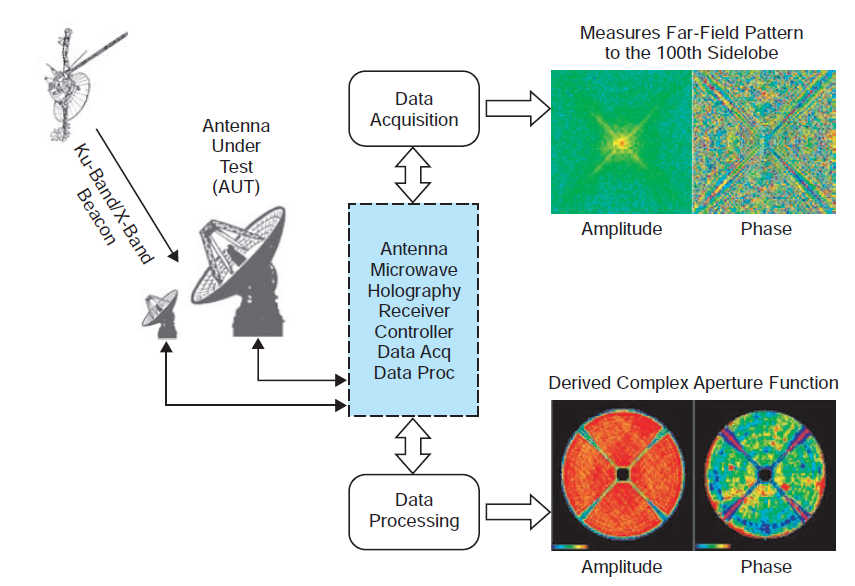 Measures Far-Field Pattern
to the 100th Sidelobe
Data
Acquisition
Antenna
Under
Test
(AUT)
Ku-Band/X-Band
Beacon
Amplitude
Phase
Antenna
Microwave
Holography
Receiver
Controller
Data Acq
Data Proc
Derived Complex Aperture Function
Data
Processing
Amplitude
Phase